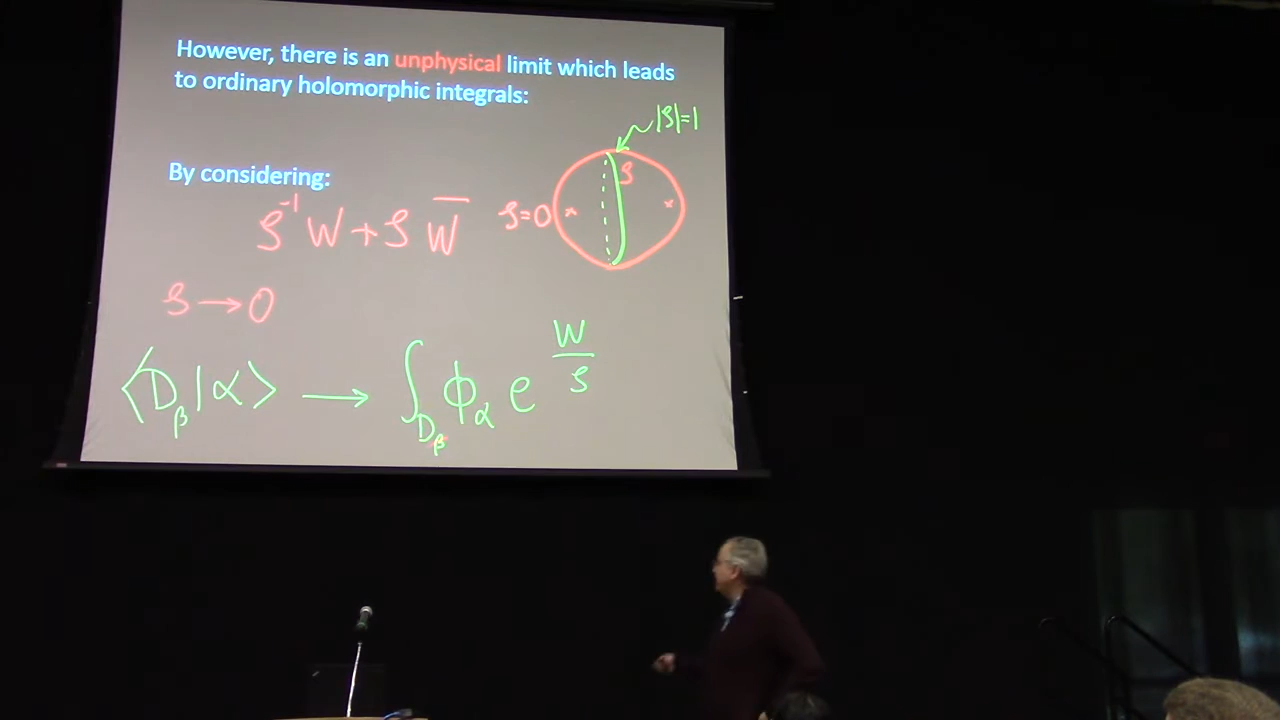 However, there is an unphysical limit which leads
to ordinary holomorphic integrals:
|ζ|=1
ζ
By considering:
ζ⁻¹ W + ζ W̄
ζ=0
ζ → 0
⟨D_β|α⟩ → ∫_{D_β} ϕ_α e^{W/ζ}